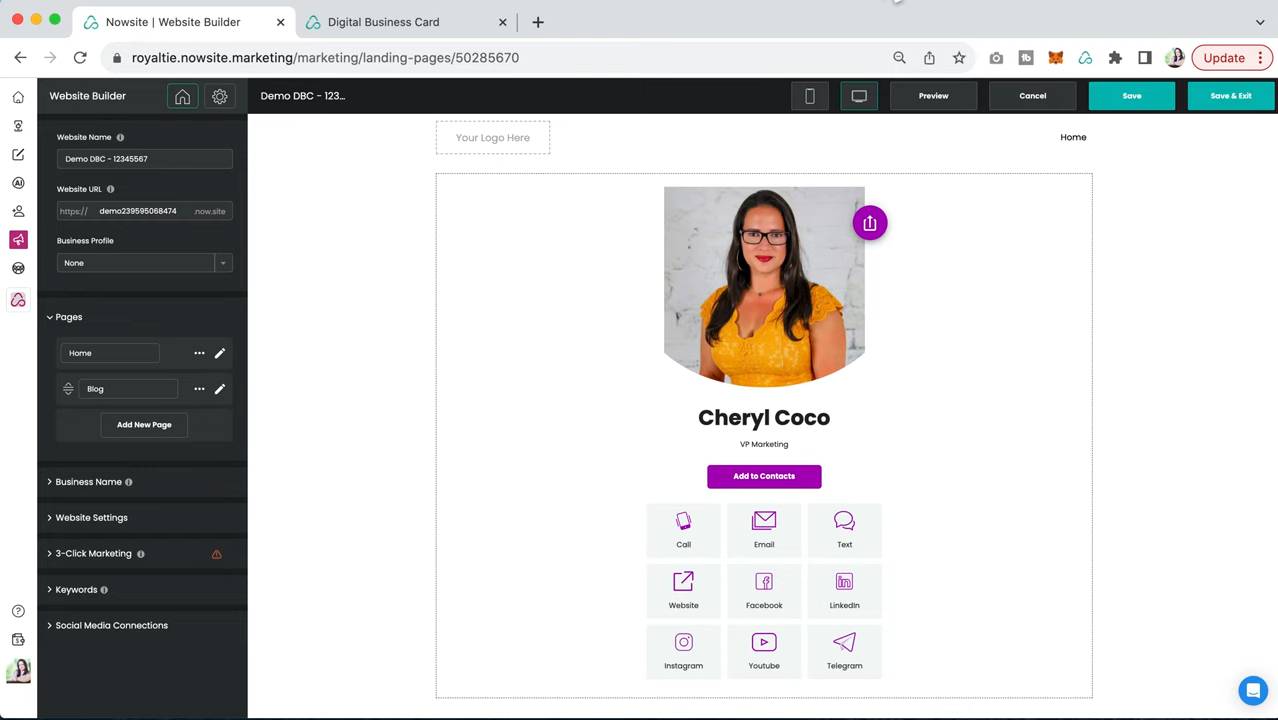 Nowsite | Website Builder
Digital Business Card
royaltie.nowsite.marketing/marketing/landing-pages/50285670
Update
Website Builder
Demo DBC - 123...
Preview
Cancel
Save
Save & Exit
Website Name
Demo DBC - 12345567
Website URL
https://
demo239595068474
.now.site
Business Profile
None
Pages
Home
Blog
Add New Page
Business Name
Website Settings
3-Click Marketing
Keywords
Social Media Connections
AI
Your Logo Here
Home
Cheryl Coco
VP Marketing
Add to Contacts
Call
Email
Text
Website
Facebook
LinkedIn
Instagram
Youtube
Telegram